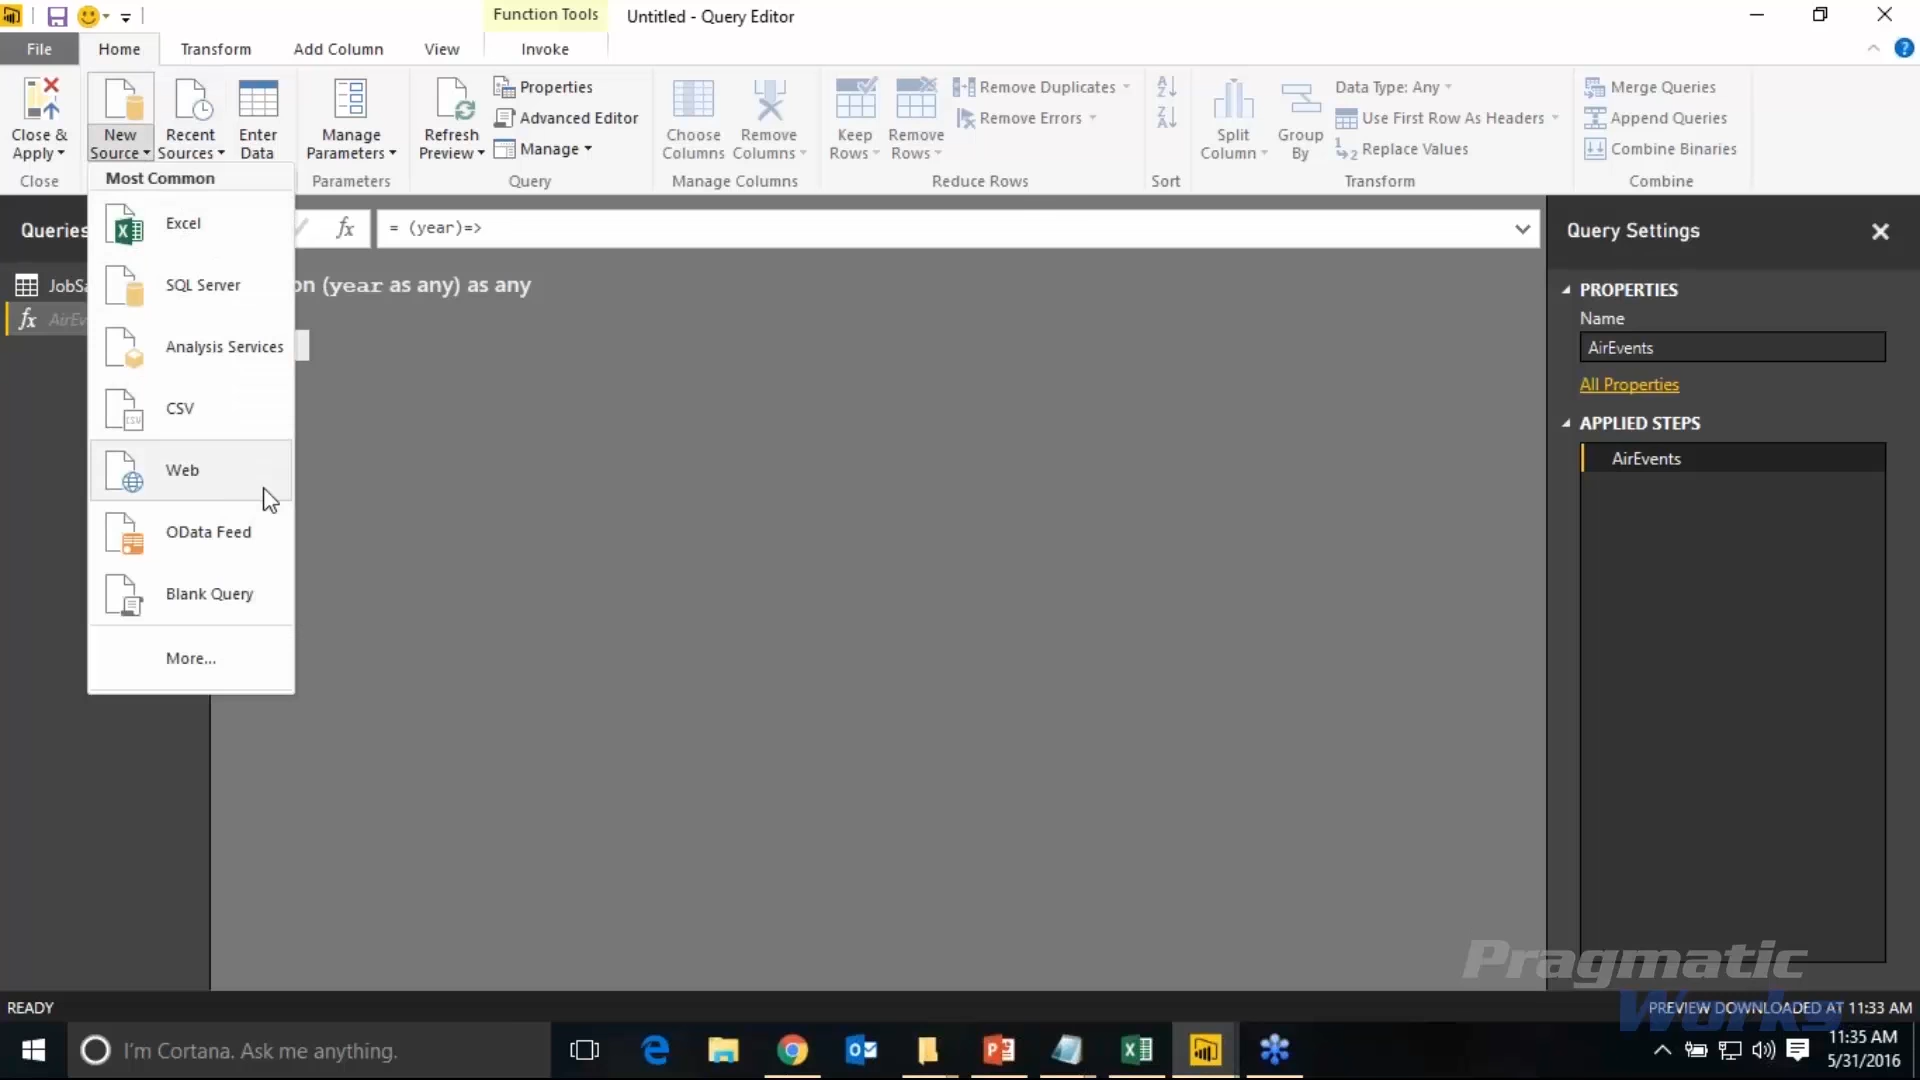 Function Tools
Untitled - Query Editor
File
Home
Transform
Add Column
View
Invoke
Close & Apply
New Source
Recent Sources
Enter Data
Manage Parameters
Refresh Preview
Properties
Advanced Editor
Manage
Choose Columns
Remove Columns
Keep Rows
Remove Rows
Remove Duplicates
Remove Errors
Split Column
Group By
Data Type: Any
Use First Row As Headers
Replace Values
Merge Queries
Append Queries
Combine Binaries
Close
Parameters
Query
Manage Columns
Reduce Rows
Sort
Transform
Combine
Most Common
Excel
SQL Server
Analysis Services
CSV
Web
OData Feed
Blank Query
More...
Queries
fx
= (year)=>
on (year as any) as any
JobSa
fx AirEv
Query Settings
PROPERTIES
Name
AirEvents
All Properties
APPLIED STEPS
AirEvents
Pragmatic
Works
READY
PREVIEW DOWNLOADED AT 11:33 AM
I'm Cortana. Ask me anything.
11:35 AM
5/31/2016